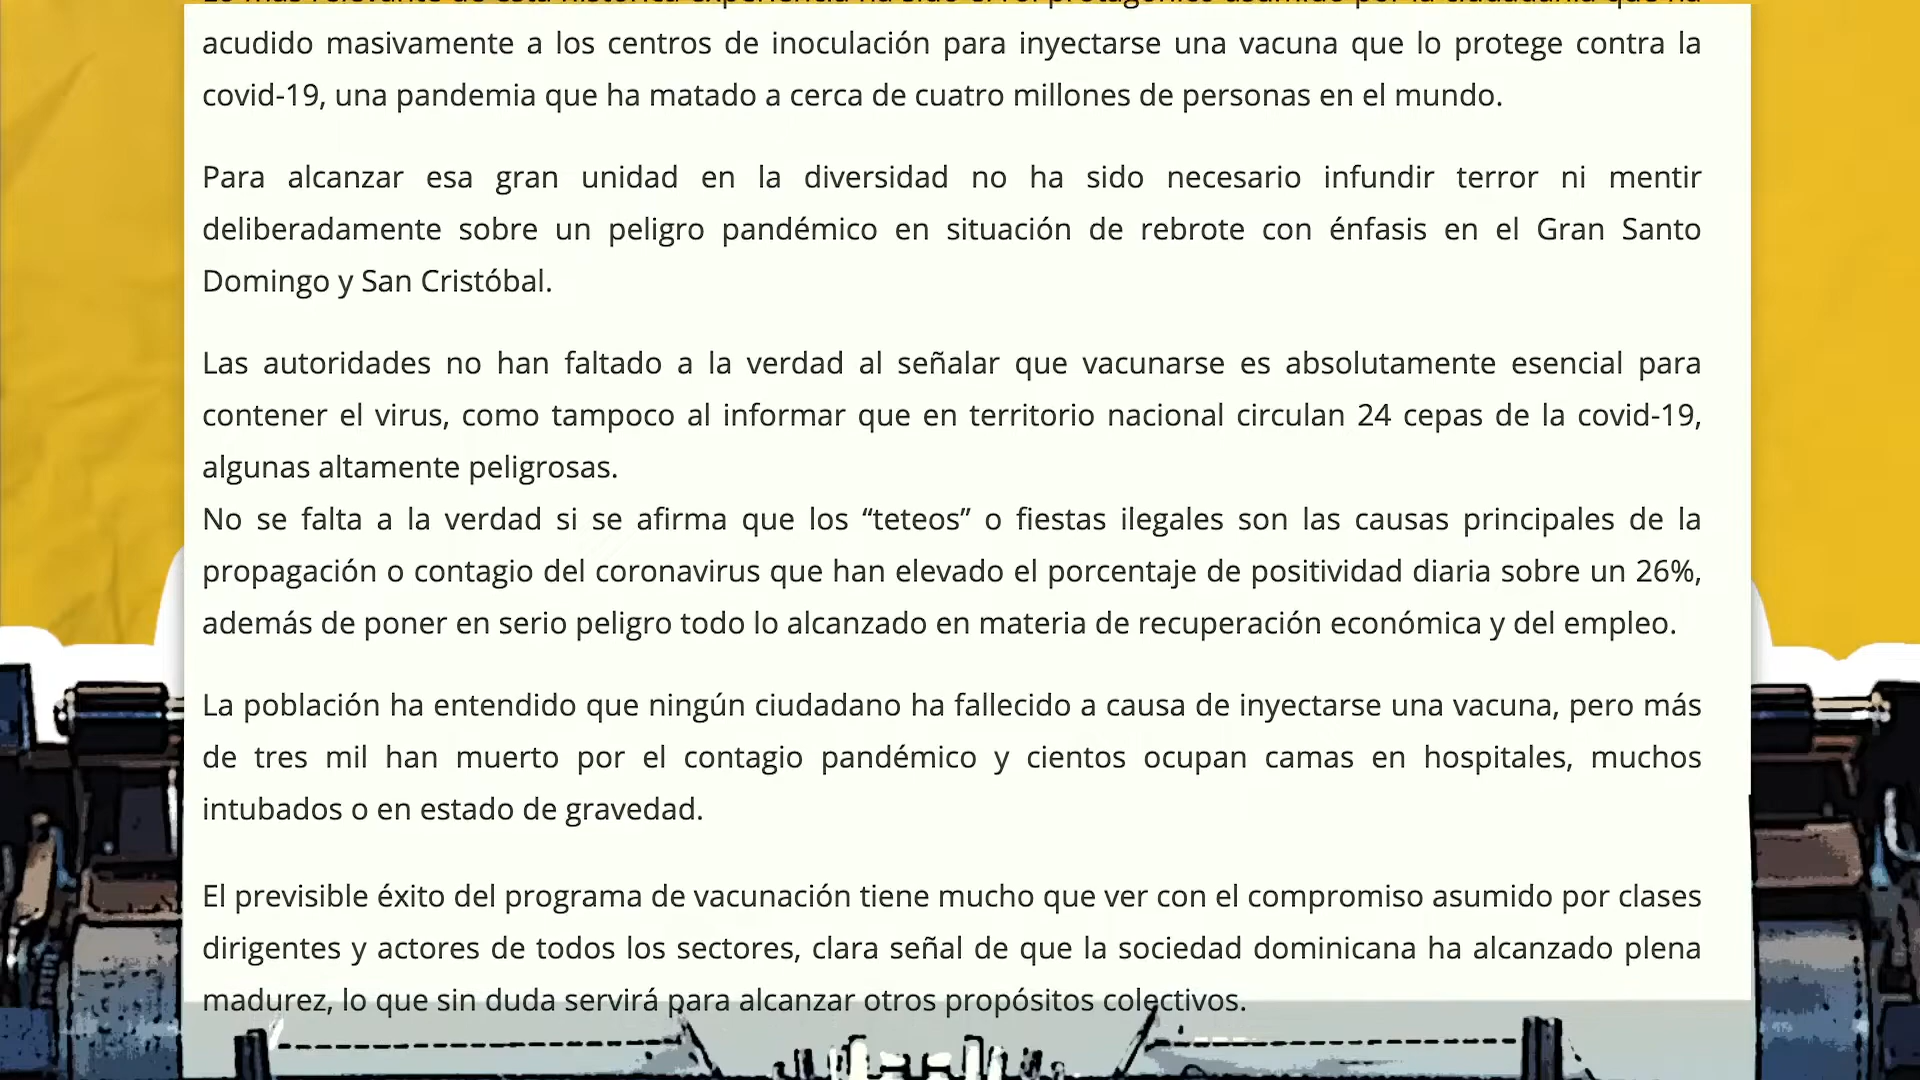 acudido masivamente a los centros de inoculación para inyectarse una vacuna que lo protege contra la
covid-19, una pandemia que ha matado a cerca de cuatro millones de personas en el mundo.
Para alcanzar esa gran unidad en la diversidad no ha sido necesario infundir terror ni mentir
deliberadamente sobre un peligro pandémico en situación de rebrote con énfasis en el Gran Santo
Domingo y San Cristóbal.
Las autoridades no han faltado a la verdad al señalar que vacunarse es absolutamente esencial para
contener el virus, como tampoco al informar que en territorio nacional circulan 24 cepas de la covid-19,
algunas altamente peligrosas.
No se falta a la verdad si se afirma que los “teteos” o fiestas ilegales son las causas principales de la
propagación o contagio del coronavirus que han elevado el porcentaje de positividad diaria sobre un 26%,
además de poner en serio peligro todo lo alcanzado en materia de recuperación económica y del empleo.
La población ha entendido que ningún ciudadano ha fallecido a causa de inyectarse una vacuna, pero más
de tres mil han muerto por el contagio pandémico y cientos ocupan camas en hospitales, muchos
intubados o en estado de gravedad.
El previsible éxito del programa de vacunación tiene mucho que ver con el compromiso asumido por clases
dirigentes y actores de todos los sectores, clara señal de que la sociedad dominicana ha alcanzado plena
madurez, lo que sin duda servirá para alcanzar otros propósitos colectivos.